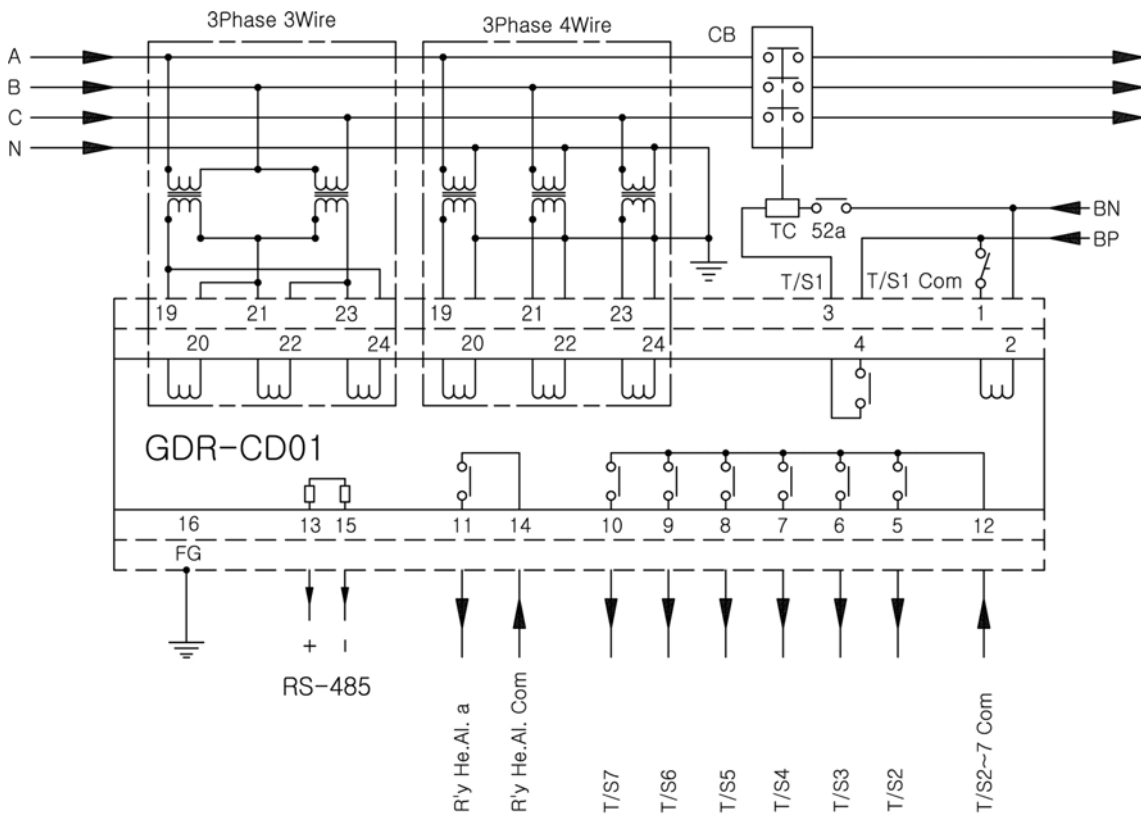 3Phase 3Wire
3Phase 4Wire
CB
A
B
C
N
TC 52a
BN
BP
T/S1
T/S1 Com
19 21 23 19 21 23 3 1
20 22 24 20 22 24 4 2
GDR-CD01
16 13 15 11 14 10 9 8 7 6 5 12
FG
+ -
RS-485
R'y He.Al. a
R'y He.Al. Com
T/S7
T/S6
T/S5
T/S4
T/S3
T/S2
T/S2~7 Com